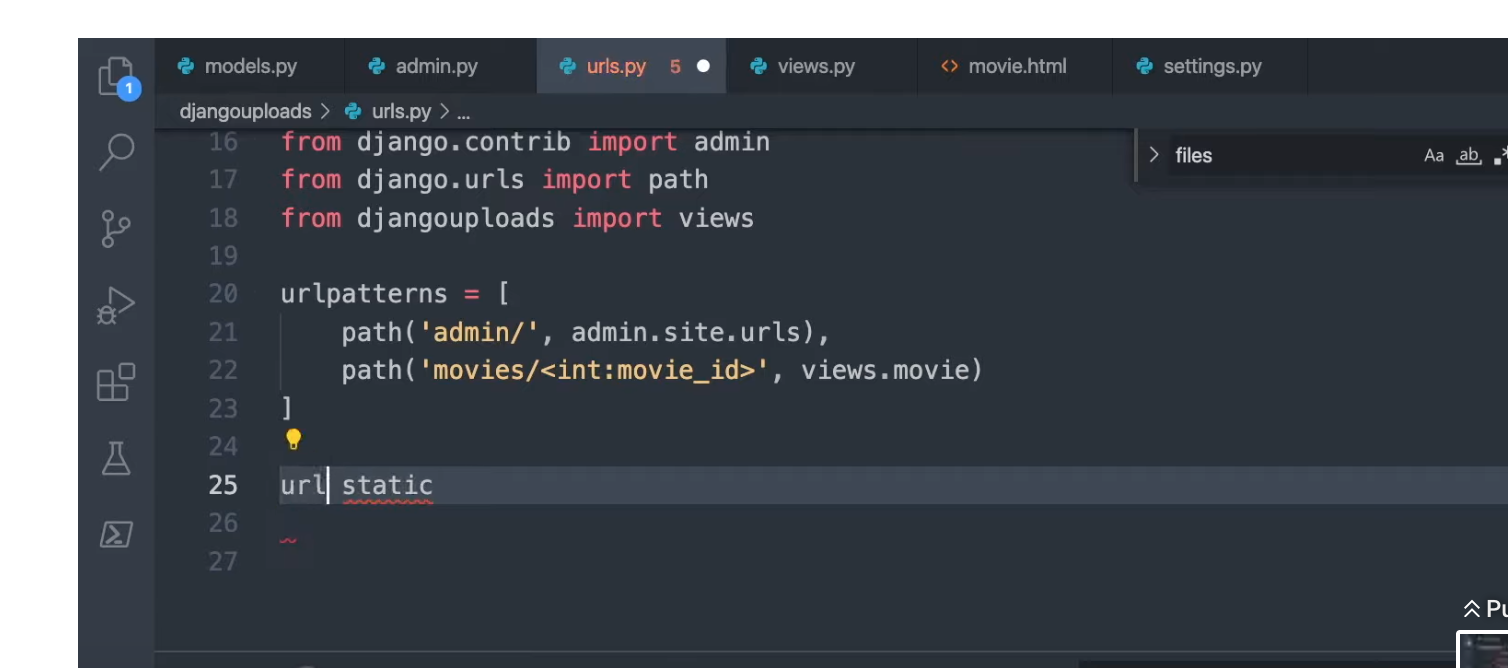 1
models.py admin.py urls.py 5 views.py movie.html settings.py
djangouploads > urls.py > ...
files Aa ab
16 from django.contrib import admin
17 from django.urls import path
18 from djangouploads import views
19
20 urlpatterns = [
21 path('admin/', admin.site.urls),
22 path('movies/<int:movie_id>', views.movie)
23 ]
24
25 url static
26
27